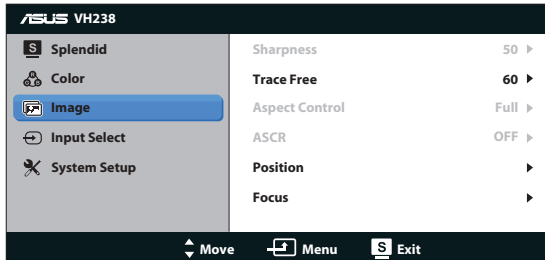 ASUS VH238
S Splendid
Color
Image
Input Select
System Setup
Sharpness 50
Trace Free 60
Aspect Control Full
ASCR OFF
Position
Focus
Move Menu S Exit